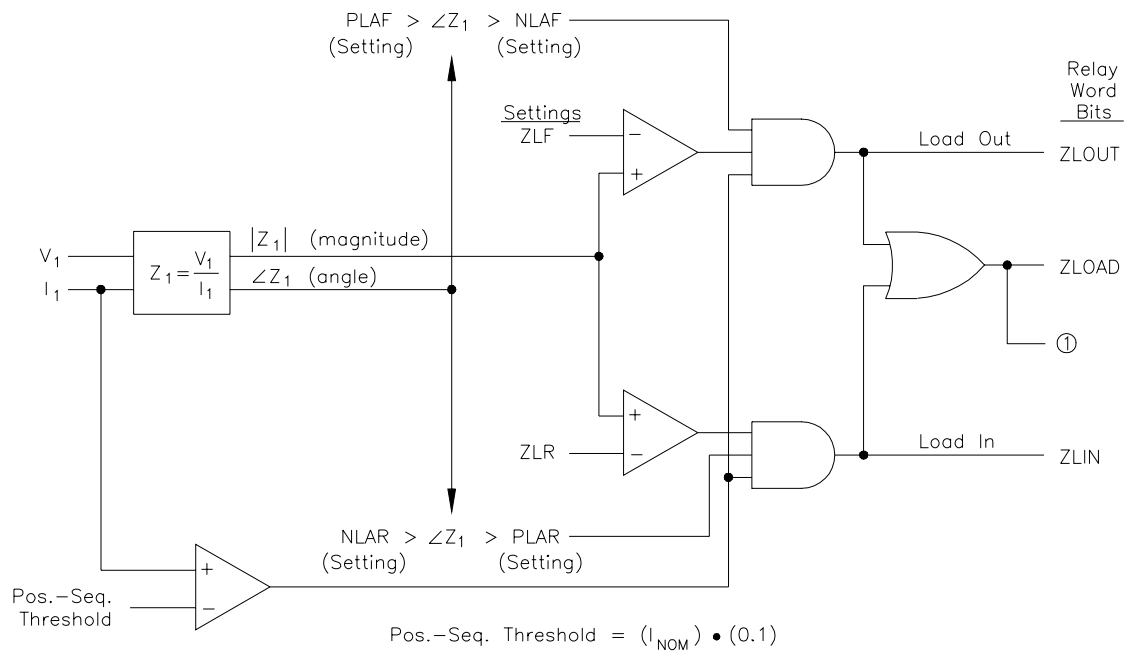 PLAF > ∠Z₁ > NLAF
(Setting) (Setting)
Relay
Word
Bits
Settings
ZLF
−
+
Load Out
ZLOUT
|Z₁| (magnitude)
V₁
I₁
Z₁ = V₁ / I₁
∠Z₁ (angle)
ZLOAD
①
+
−
ZLR
Load In
ZLIN
NLAR > ∠Z₁ > PLAR
(Setting) (Setting)
+
−
Pos.−Seq.
Threshold
Pos.−Seq. Threshold = (I_NOM) • (0.1)